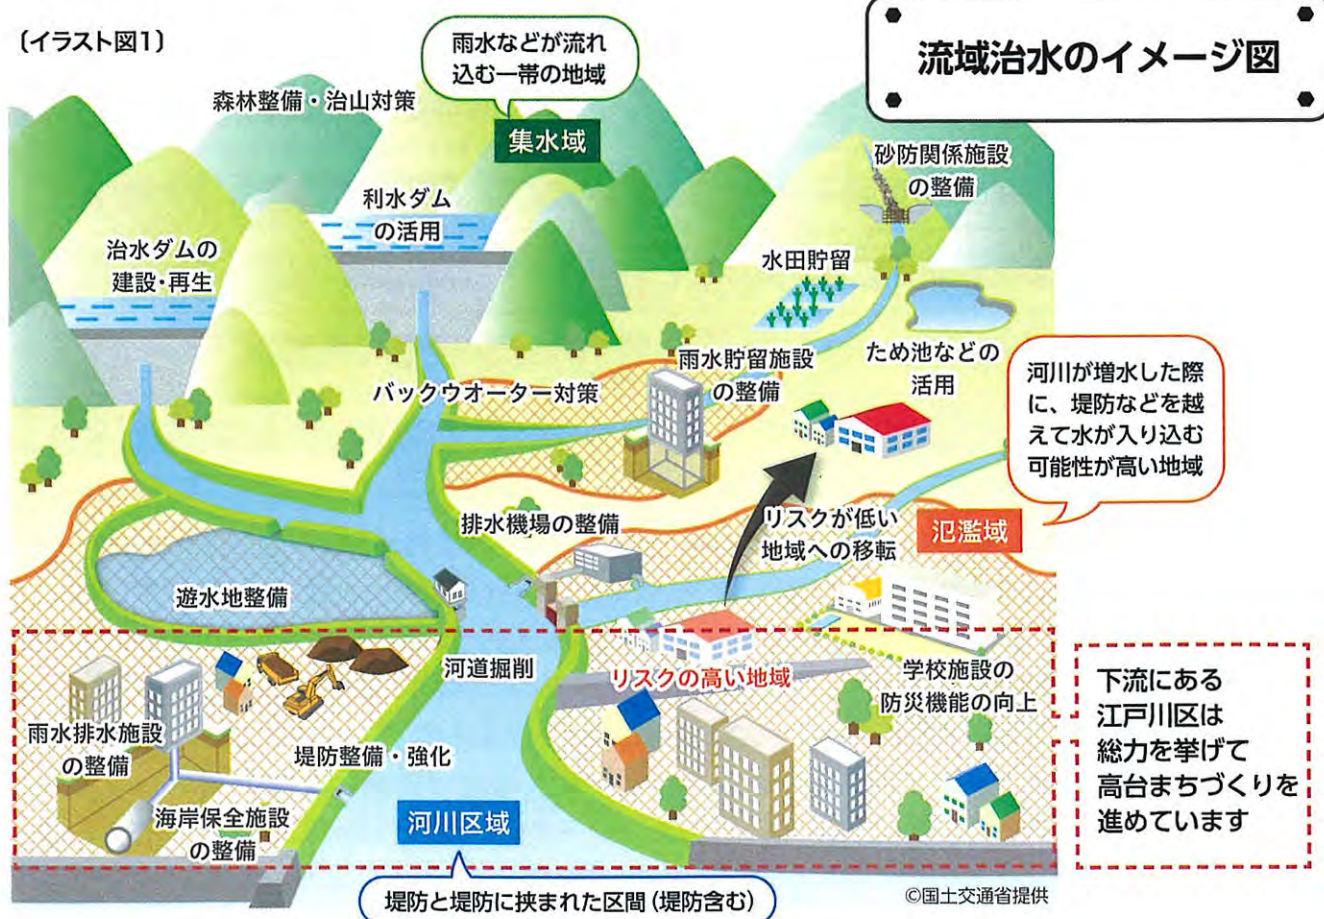 〔イラスト図1〕
流域治水のイメージ図
雨水などが流れ
込む一帯の地域
集水域
森林整備・治山対策
砂防関係施設
の整備
利水ダム
の活用
治水ダムの
建設・再生
水田貯留
ため池などの
活用
雨水貯留施設
の整備
バックウオーター対策
河川が増水した際
に、堤防などを越
えて水が入り込む
可能性が高い地域
氾濫域
排水機場の整備
リスクが低い
地域への移転
遊水地整備
河道掘削
リスクの高い地域
学校施設の
防災機能の向上
雨水排水施設
の整備
堤防整備・強化
海岸保全施設
の整備
河川区域
堤防と堤防に挟まれた区間(堤防含む)
下流にある
江戸川区は
総力を挙げて
高台まちづくりを
進めています
©国土交通省提供